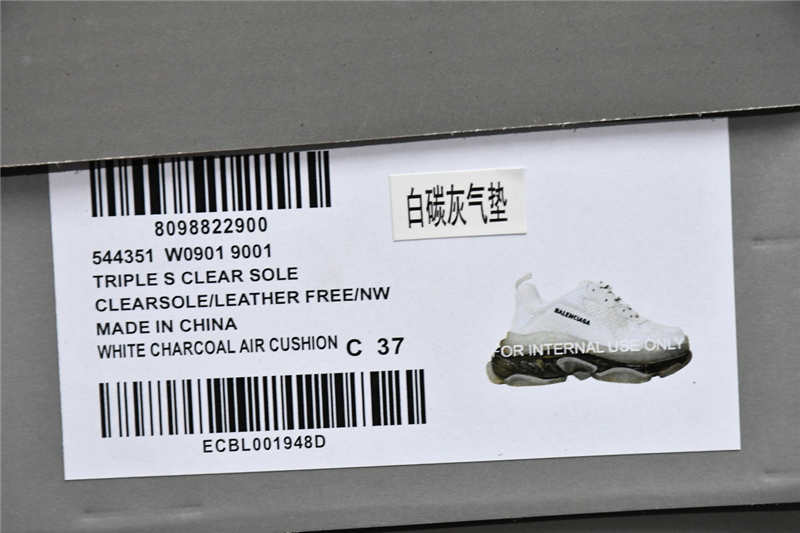 8098822900
白碳灰气垫
544351 W0901 9001
TRIPLE S CLEAR SOLE
CLEARSOLE/LEATHER FREE/NW
MADE IN CHINA
WHITE CHARCOAL AIR CUSHION C 37
BALENCIAGA
FOR INTERNAL USE ONLY
ECBL001948D